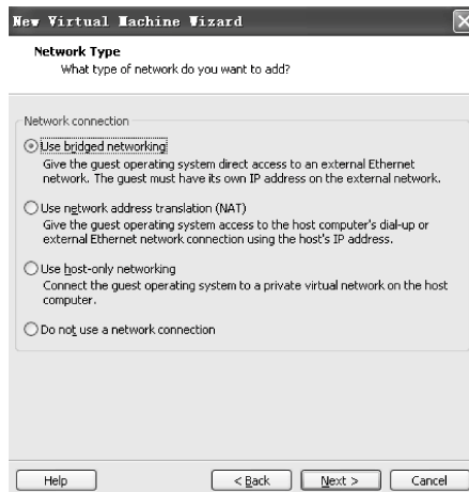 New Virtual Machine Wizard
Network Type
What type of network do you want to add?
Network connection
Use bridged networking
Give the guest operating system direct access to an external Ethernet
network. The guest must have its own IP address on the external network.
Use network address translation (NAT)
Give the guest operating system access to the host computer's dial-up or
external Ethernet network connection using the host's IP address.
Use host-only networking
Connect the guest operating system to a private virtual network on the host
computer.
Do not use a network connection
Help
< Back
Next >
Cancel